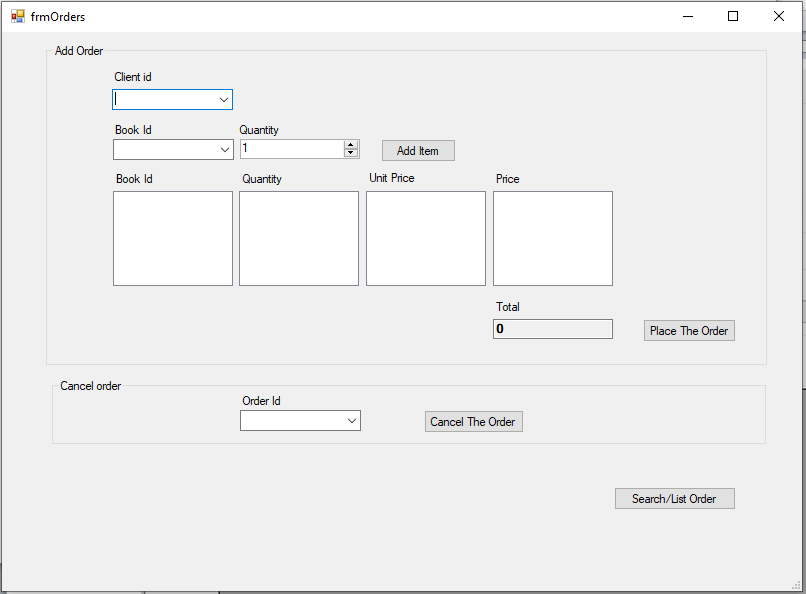 frmOrders
Add Order
Client id
Book Id Quantity
1
Add Item
Book Id Quantity Unit Price Price
Total
0
Place The Order
Cancel order
Order Id
Cancel The Order
Search/List Order